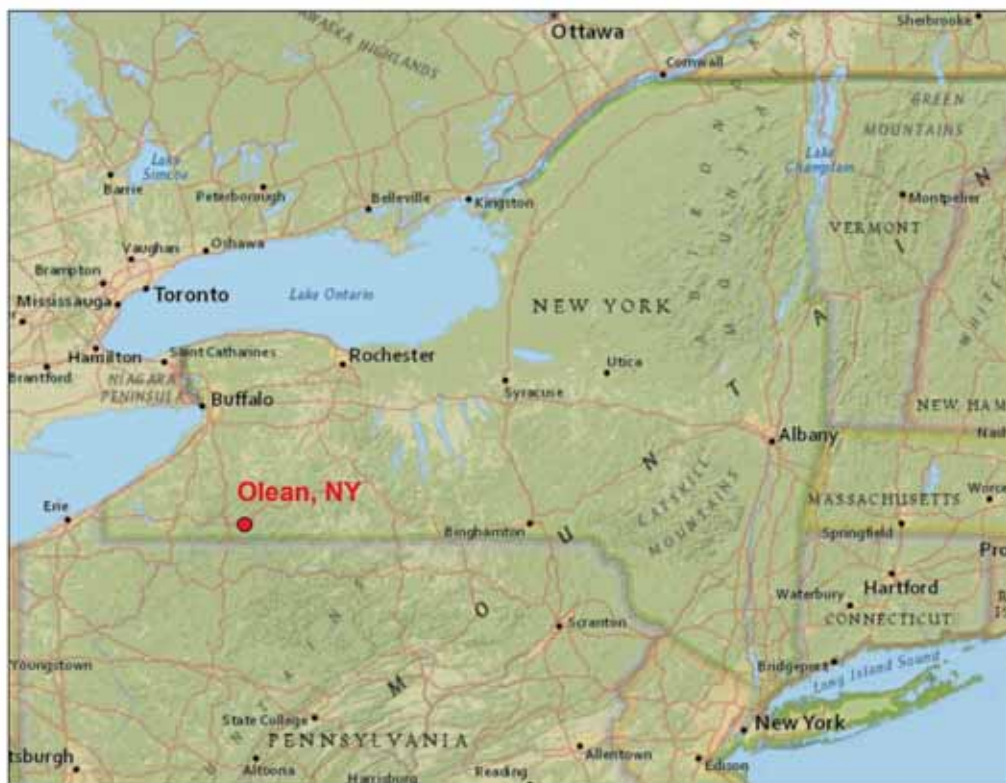 Ottawa
Sherbrooke
Cornwall
GREEN
MOUNTAINS
Lake
Champlain
Lake
Simcoe
Barrie
Peterborough
Belleville
Kingston
Montpelier
VERMONT
Vaughan
Oshawa
Brampton
Mississauga
Toronto
Lake Ontario
NEW YORK
Hamilton
Saint Catharines
Rochester
Brantford
NIAGARA
PENINSULA
Buffalo
Syracuse
Utica
NEW HAM
Albany
Nash
Olean, NY
CATSKILL
MOUNTAINS
MASSACHUSETTS
Worce
Erie
Binghamton
Springfield
Pro
Hartford
Waterbury
CONNECTICUT
Scranton
Youngstown
Bridgeport
Long Island Sound
State College
New York
PENNSYLVANIA
tsburgh
Altoona
Allentown
Edison
Harrisburg
Reading